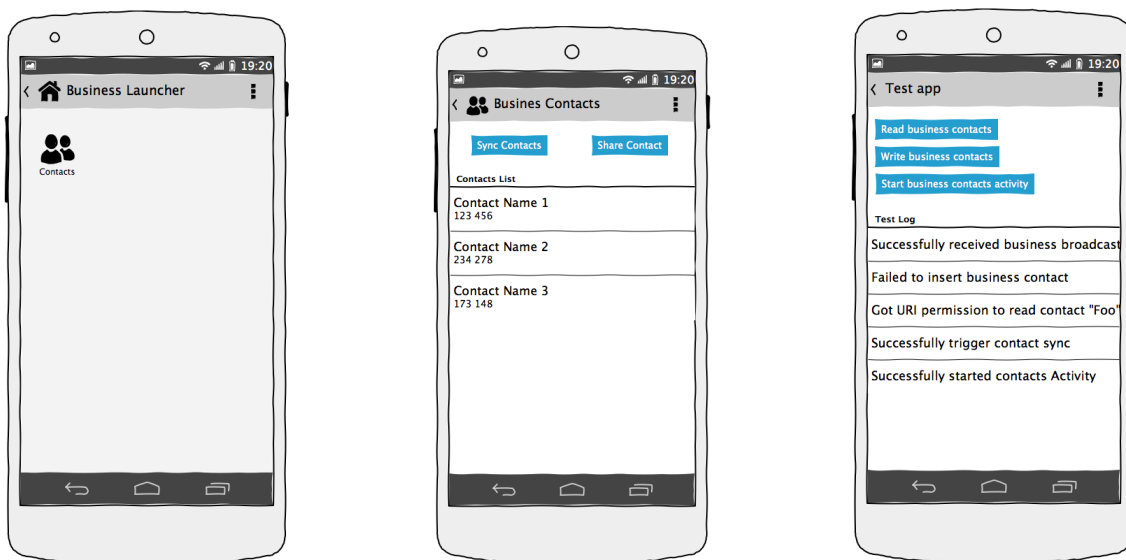 19:20
Business Launcher
Contacts
19:20
Busines Contacts
Sync Contacts
Share Contact
Contacts List
Contact Name 1
123 456
Contact Name 2
234 278
Contact Name 3
173 148
19:20
Test app
Read business contacts
Write business contacts
Start business contacts activity
Test Log
Successfully received business broadcast
Failed to insert business contact
Got URI permission to read contact "Foo"
Successfully trigger contact sync
Successfully started contacts Activity